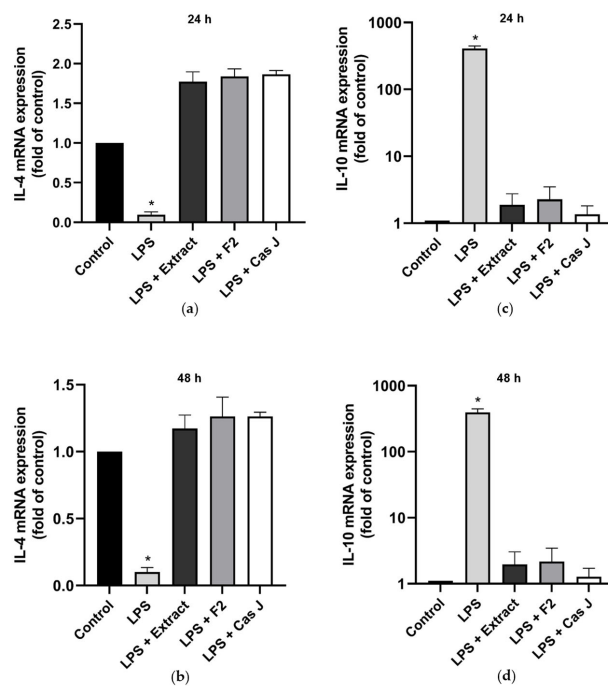 24 h
IL-4 mRNA expression
(fold of control)
2.0
1.5
1.0
0.5
0.0
*
Control
LPS
LPS + Extract
LPS + F2
LPS + Cas J
(a)
24 h
IL-10 mRNA expression
(fold of control)
1000
100
10
1
*
Control
LPS
LPS + Extract
LPS + F2
LPS + Cas J
(c)
48 h
IL-4 mRNA expression
(fold of control)
1.5
1.0
0.5
0.0
*
Control
LPS
LPS + Extract
LPS + F2
LPS + Cas J
(b)
48 h
IL-10 mRNA expression
(fold of control)
1000
100
10
1
*
Control
LPS
LPS + Extract
LPS + F2
LPS + Cas J
(d)